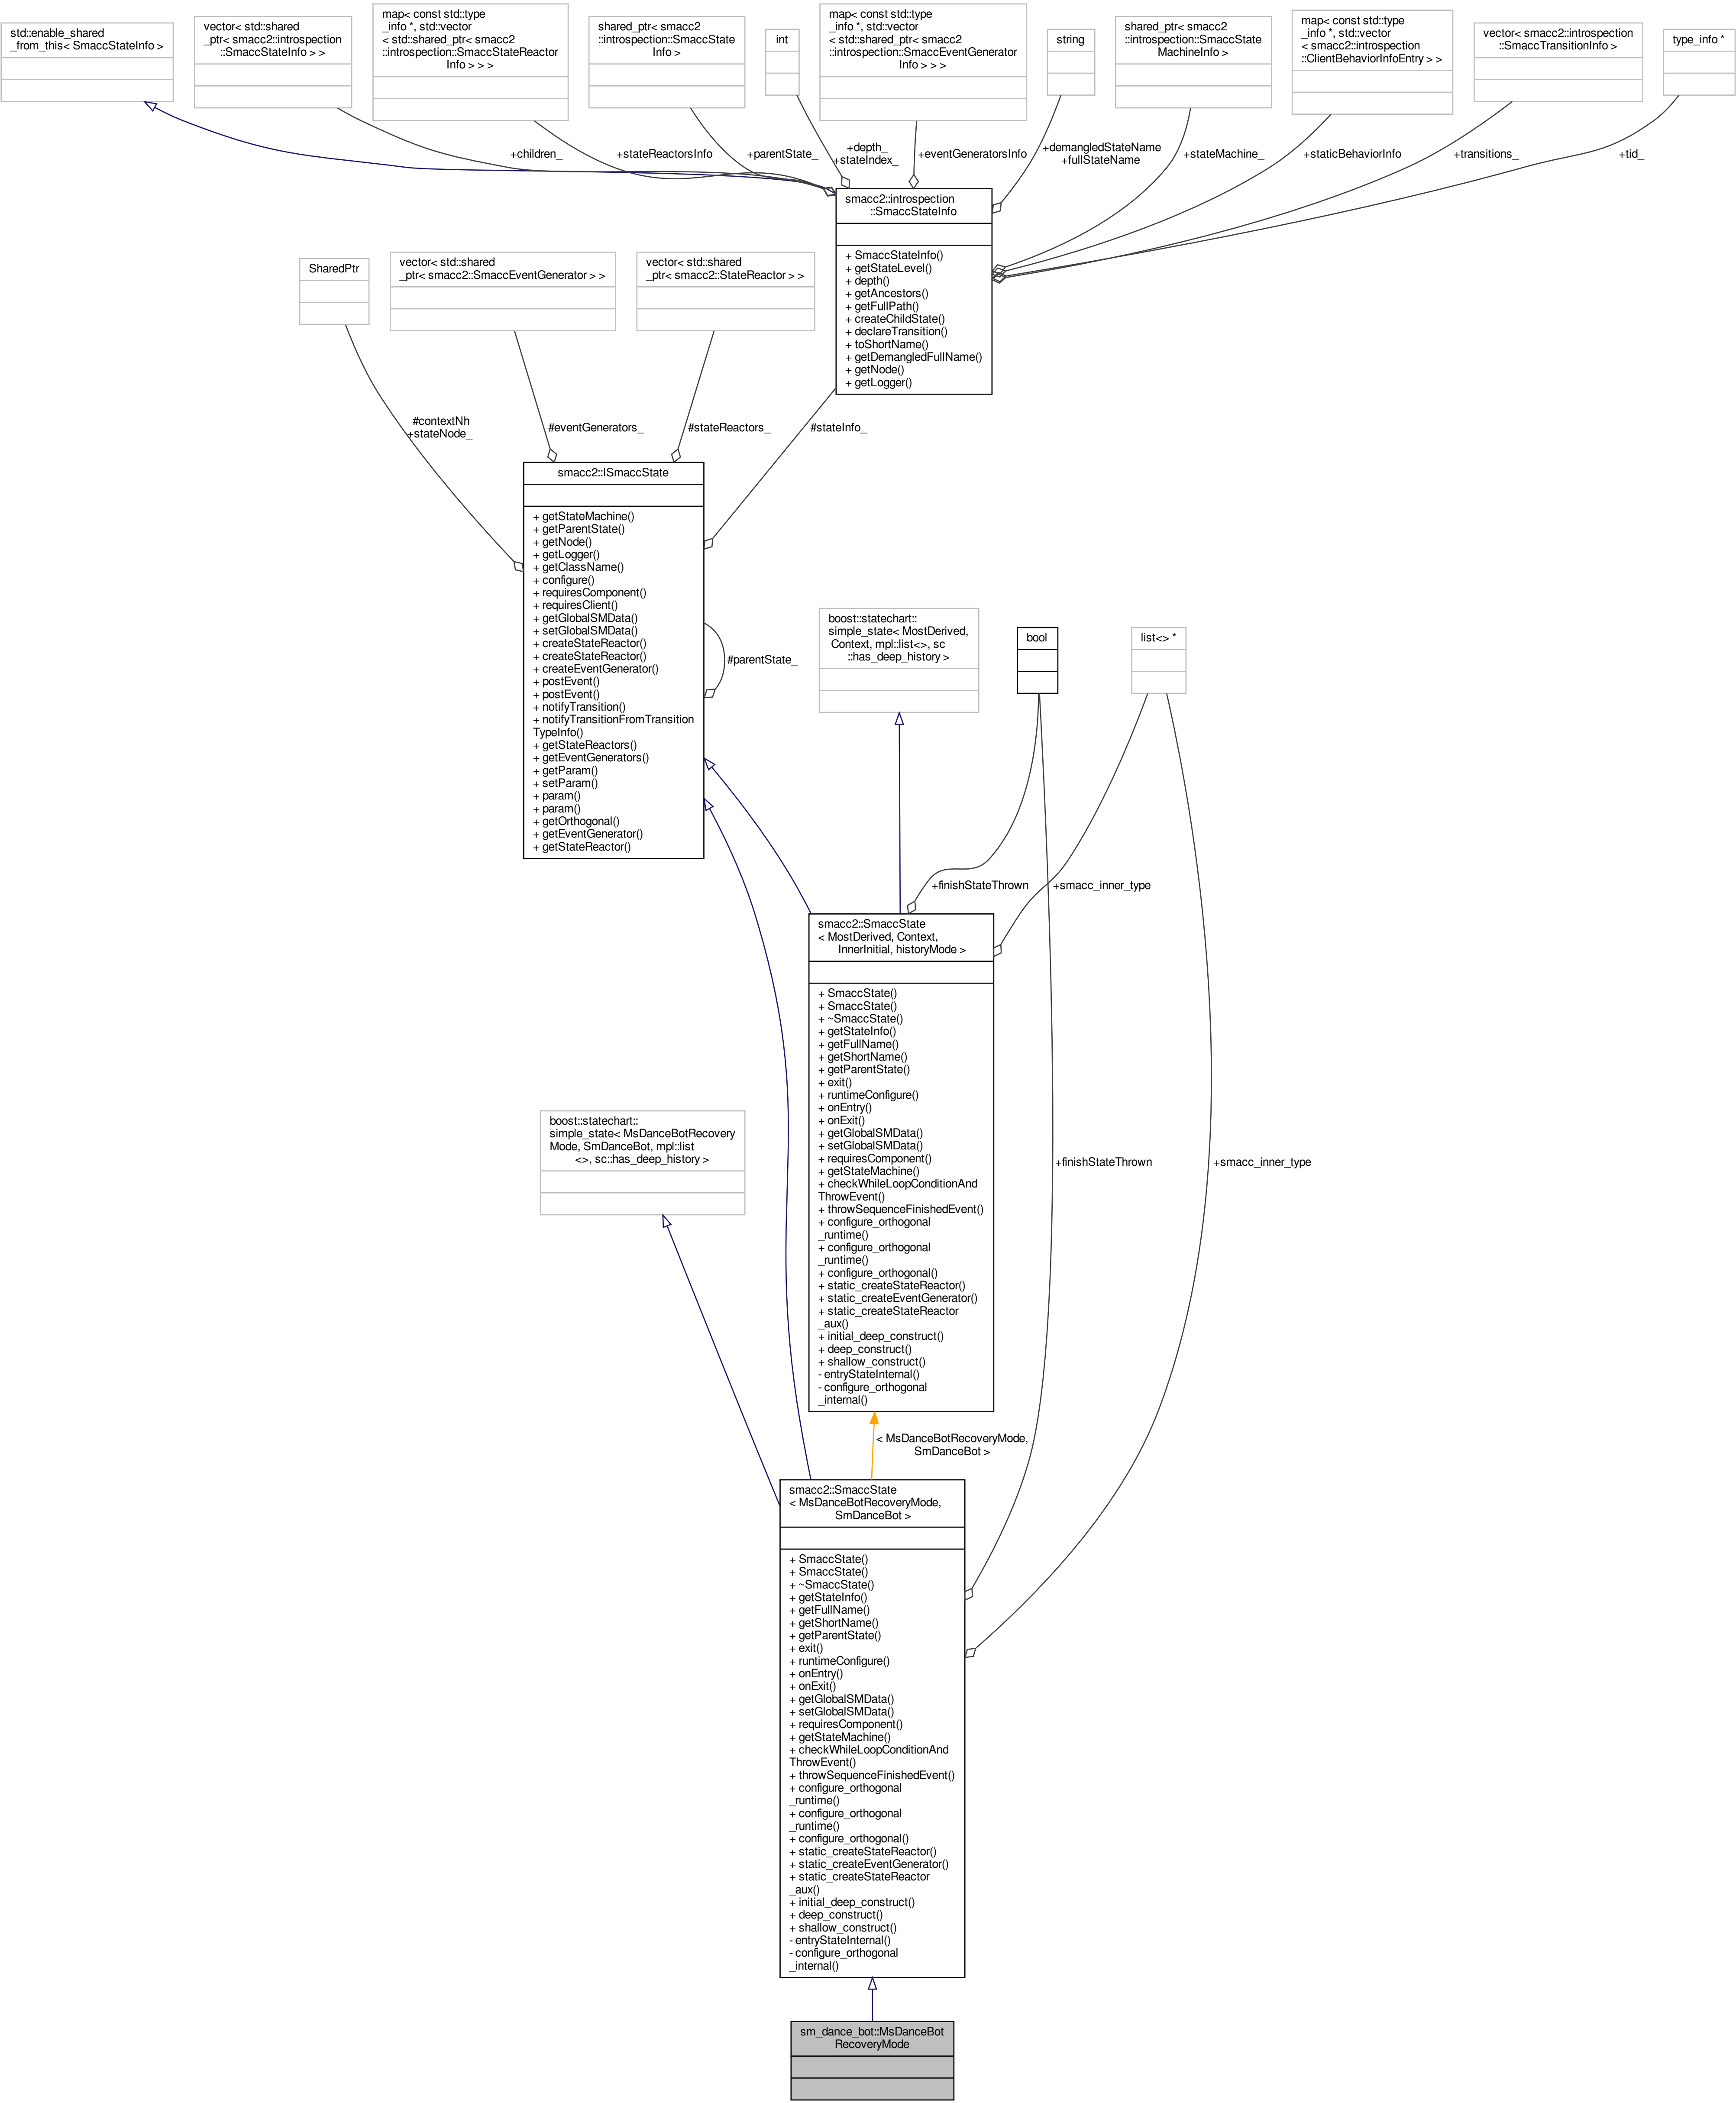 std::enable_shared
_from_this< SmaccStateInfo >
vector< std::shared
_ptr< smacc2::introspection
::SmaccStateInfo > >
map< const std::type
_info *, std::vector
< std::shared_ptr< smacc2
::introspection::SmaccStateReactor
Info > > >
shared_ptr< smacc2
::introspection::SmaccState
Info >
int
map< const std::type
_info *, std::vector
< std::shared_ptr< smacc2
::introspection::SmaccEventGenerator
Info > > >
string
shared_ptr< smacc2
::introspection::SmaccState
MachineInfo >
map< const std::type
_info *, std::vector
< smacc2::introspection
::ClientBehaviorInfoEntry > >
vector< smacc2::introspection
::SmaccTransitionInfo >
type_info *
+children_
+stateReactorsInfo
+parentState_
+depth_
+stateIndex_
+eventGeneratorsInfo
+demangledStateName
+fullStateName
+stateMachine_
+staticBehaviorInfo
+transitions_
+tid_
smacc2::introspection
::SmaccStateInfo
+ SmaccStateInfo()
+ getStateLevel()
+ depth()
+ getAncestors()
+ getFullPath()
+ createChildState()
+ declareTransition()
+ toShortName()
+ getDemangledFullName()
+ getNode()
+ getLogger()
SharedPtr
vector< std::shared
_ptr< smacc2::SmaccEventGenerator > >
vector< std::shared
_ptr< smacc2::StateReactor > >
#contextNh
+stateNode_
#eventGenerators_
#stateReactors_
#stateInfo_
smacc2::ISmaccState
+ getStateMachine()
+ getParentState()
+ getNode()
+ getLogger()
+ getClassName()
+ configure()
+ requiresComponent()
+ requiresClient()
+ getGlobalSMData()
+ setGlobalSMData()
+ createStateReactor()
+ createStateReactor()
+ createEventGenerator()
+ postEvent()
+ postEvent()
+ notifyTransition()
+ notifyTransitionFromTransition
TypeInfo()
+ getStateReactors()
+ getEventGenerators()
+ getParam()
+ setParam()
+ param()
+ param()
+ getOrthogonal()
+ getEventGenerator()
+ getStateReactor()
#parentState_
boost::statechart::
simple_state< MostDerived,
Context, mpl::list<>, sc
::has_deep_history >
bool
list<> *
+finishStateThrown
+smacc_inner_type
smacc2::SmaccState
< MostDerived, Context,
InnerInitial, historyMode >
+ SmaccState()
+ SmaccState()
+ ~SmaccState()
+ getStateInfo()
+ getFullName()
+ getShortName()
+ getParentState()
+ exit()
+ runtimeConfigure()
+ onEntry()
+ onExit()
+ getGlobalSMData()
+ setGlobalSMData()
+ requiresComponent()
+ getStateMachine()
+ checkWhileLoopConditionAnd
ThrowEvent()
+ throwSequenceFinishedEvent()
+ configure_orthogonal
_runtime()
+ configure_orthogonal
_runtime()
+ configure_orthogonal()
+ static_createStateReactor()
+ static_createEventGenerator()
+ static_createStateReactor
_aux()
+ initial_deep_construct()
+ deep_construct()
+ shallow_construct()
- entryStateInternal()
- configure_orthogonal
_internal()
boost::statechart::
simple_state< MsDanceBotRecovery
Mode, SmDanceBot, mpl::list
<>, sc::has_deep_history >
+finishStateThrown
+smacc_inner_type
< MsDanceBotRecoveryMode,
SmDanceBot >
smacc2::SmaccState
< MsDanceBotRecoveryMode,
SmDanceBot >
+ SmaccState()
+ SmaccState()
+ ~SmaccState()
+ getStateInfo()
+ getFullName()
+ getShortName()
+ getParentState()
+ exit()
+ runtimeConfigure()
+ onEntry()
+ onExit()
+ getGlobalSMData()
+ setGlobalSMData()
+ requiresComponent()
+ getStateMachine()
+ checkWhileLoopConditionAnd
ThrowEvent()
+ throwSequenceFinishedEvent()
+ configure_orthogonal
_runtime()
+ configure_orthogonal
_runtime()
+ configure_orthogonal()
+ static_createStateReactor()
+ static_createEventGenerator()
+ static_createStateReactor
_aux()
+ initial_deep_construct()
+ deep_construct()
+ shallow_construct()
- entryStateInternal()
- configure_orthogonal
_internal()
sm_dance_bot::MsDanceBot
RecoveryMode